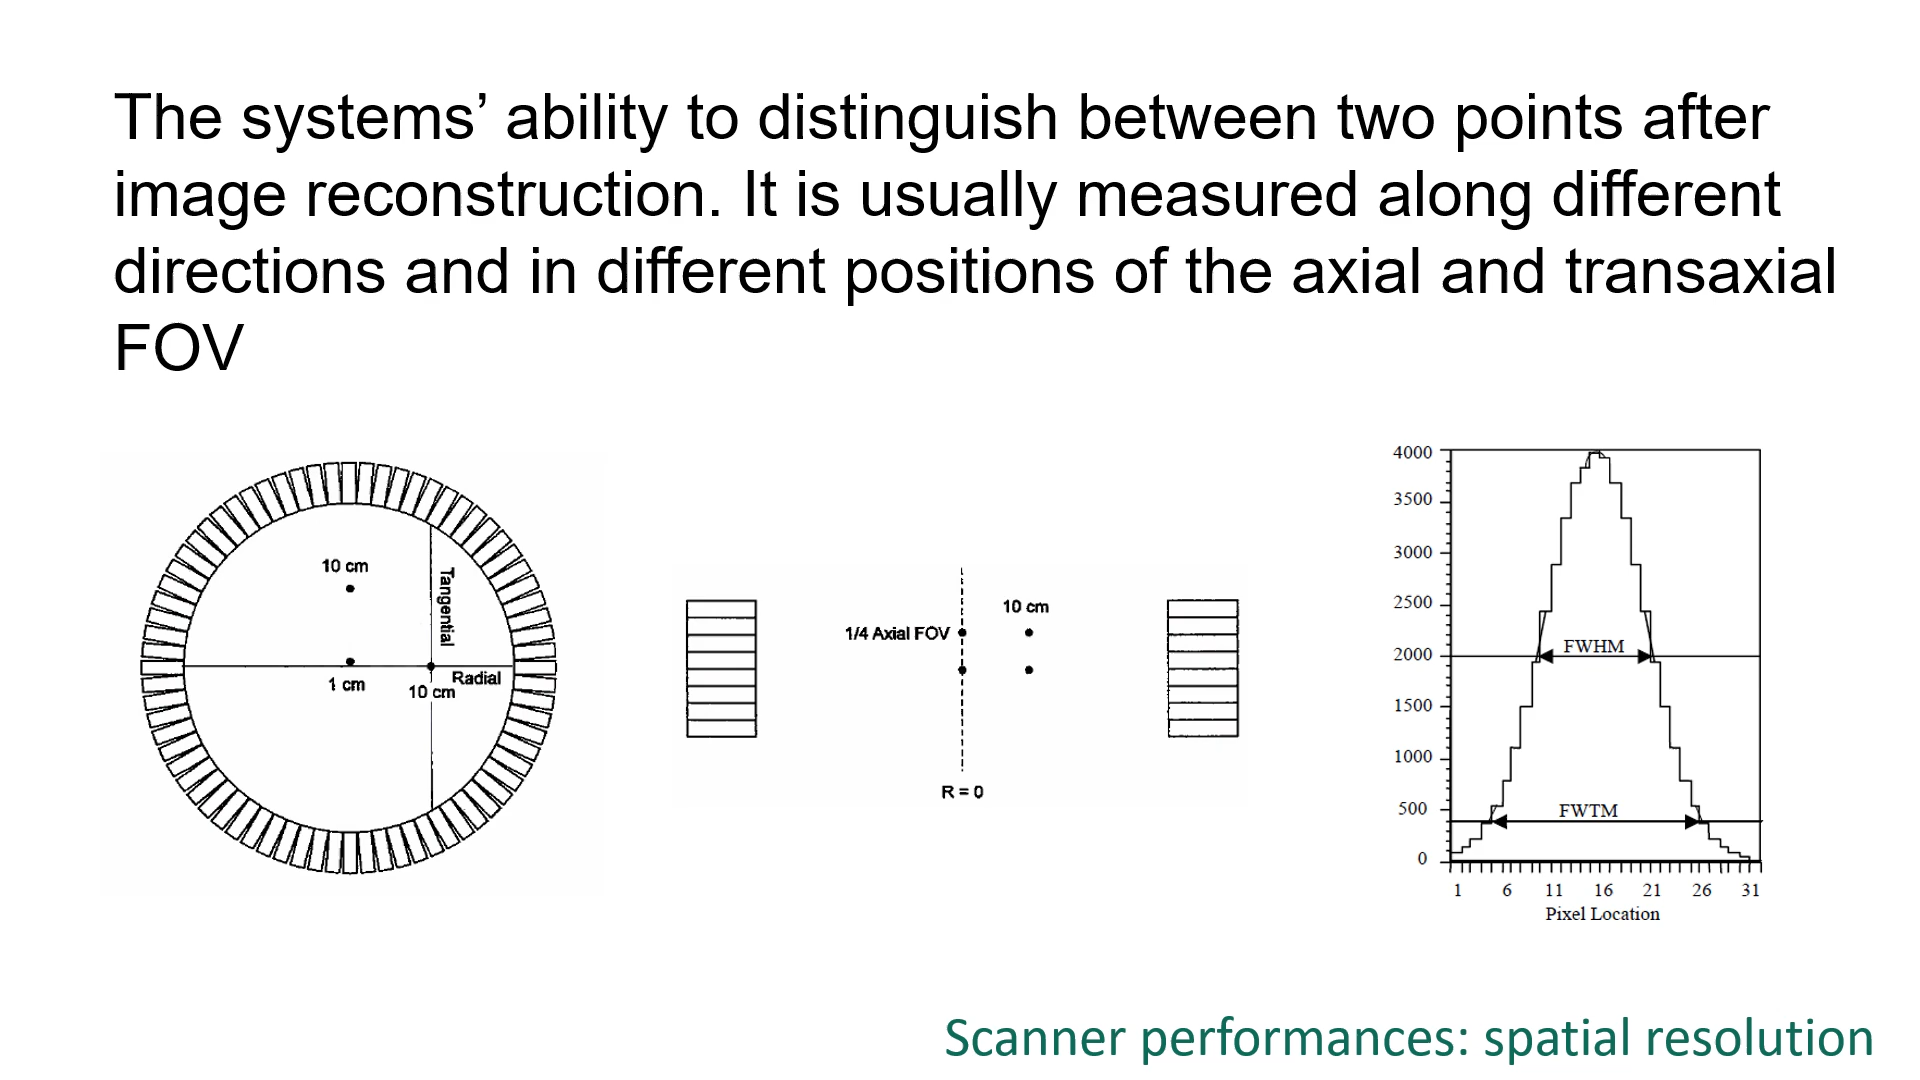 The systems’ ability to distinguish between two points after
image reconstruction. It is usually measured along different
directions and in different positions of the axial and transaxial
FOV
10 cm
Tangential
1 cm
10 cm
Radial
1/4 Axial FOV
10 cm
R = 0
4000
3500
3000
2500
2000
1500
1000
500
0
FWHM
FWTM
1 6 11 16 21 26 31
Pixel Location
Scanner performances: spatial resolution